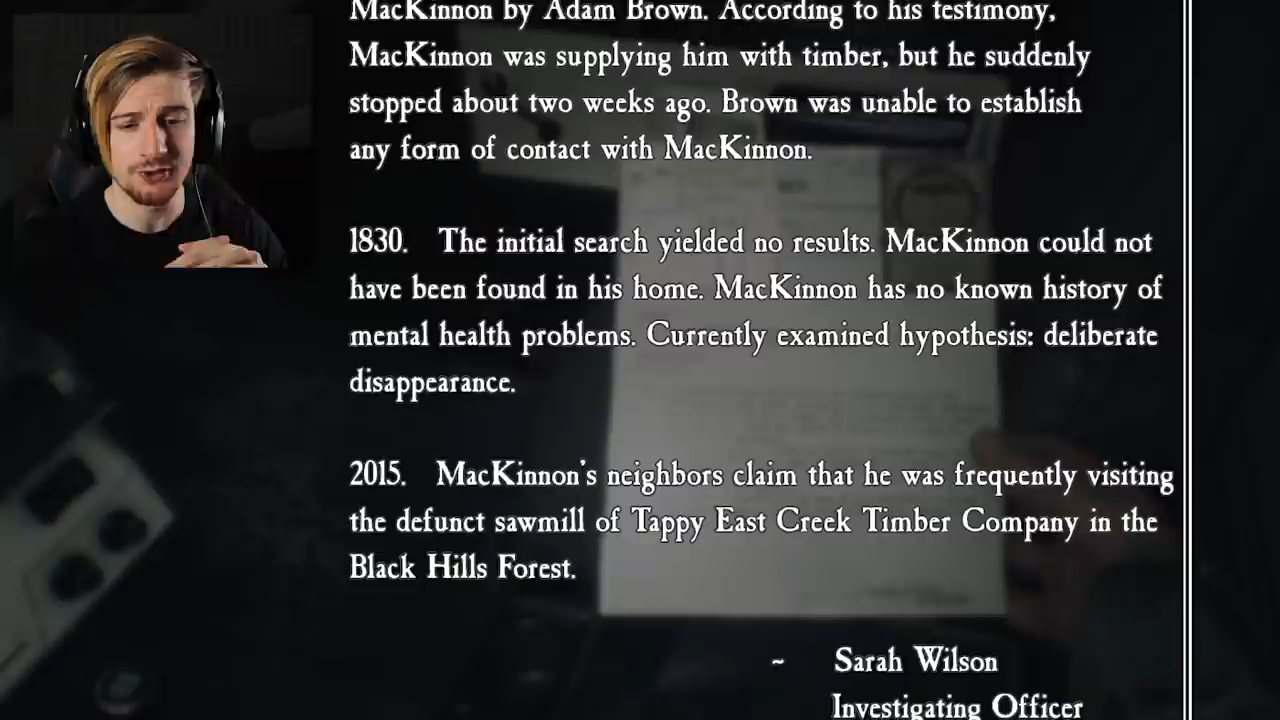 MacKinnon by Adam Brown. According to his testimony,
MacKinnon was supplying him with timber, but he suddenly
stopped about two weeks ago. Brown was unable to establish
any form of contact with MacKinnon.
1830. The initial search yielded no results. MacKinnon could not
have been found in his home. MacKinnon has no known history of
mental health problems. Currently examined hypothesis: deliberate
disappearance.
2015. MacKinnon's neighbors claim that he was frequently visiting
the defunct sawmill of Tappy East Creek Timber Company in the
Black Hills Forest.
~ Sarah Wilson
Investigating Officer